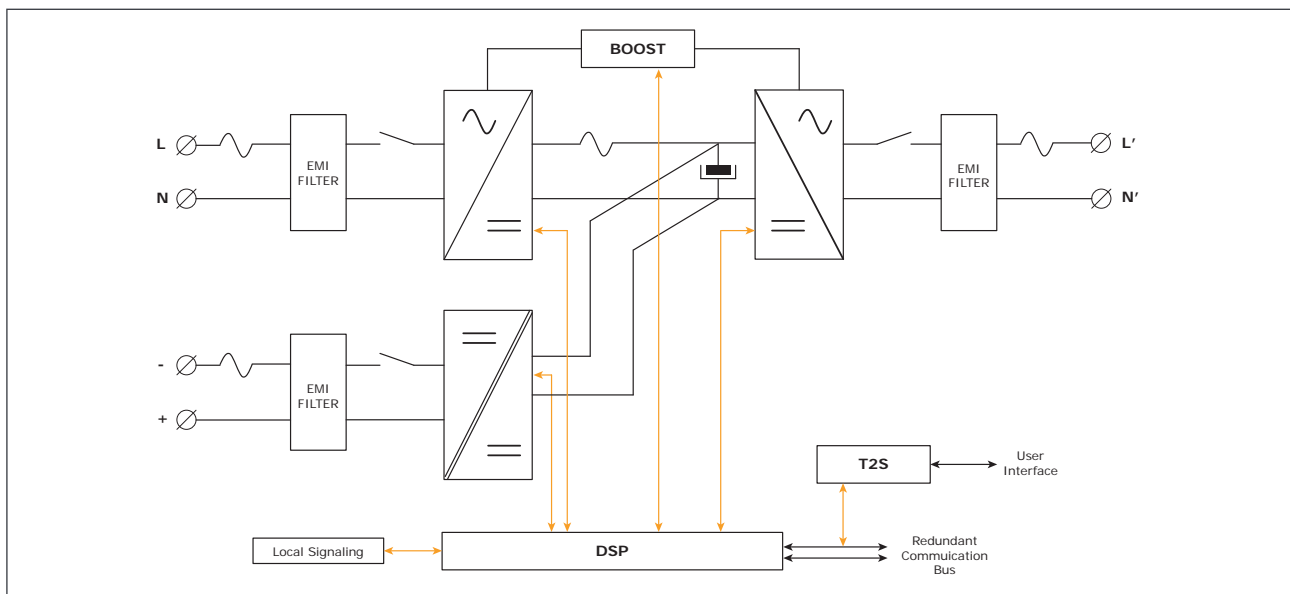 BOOST
L
N
EMI
FILTER
EMI
FILTER
L'
N'
-
+
EMI
FILTER
T2S
User
Interface
Local Signaling
DSP
Redundant
Commuication
Bus